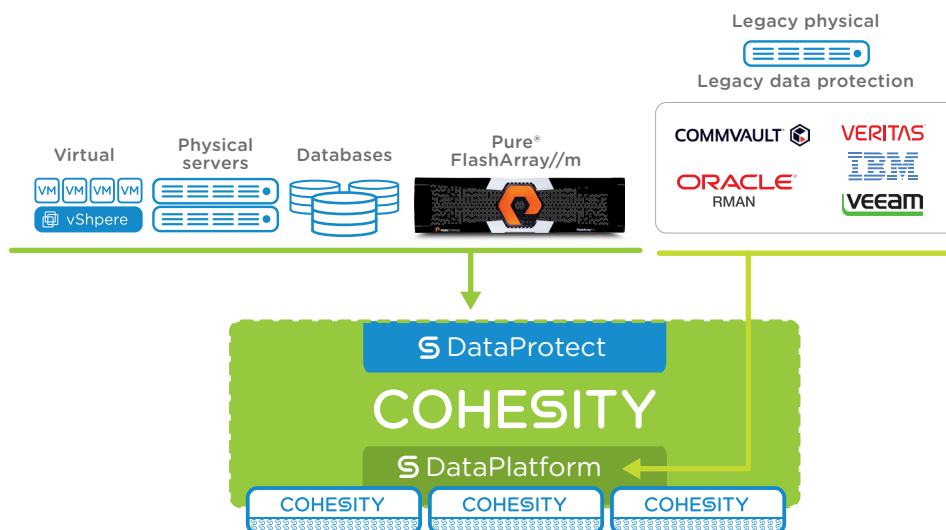 Legacy physical
Legacy data protection
Virtual
Physical
servers
Databases
Pure®
FlashArray//m
VM VM VM VM
vShpere
COMMVAULT
VERITAS
ORACLE®
RMAN
IBM
veeam
DataProtect
COHESITY
DataPlatform
COHESITY COHESITY COHESITY